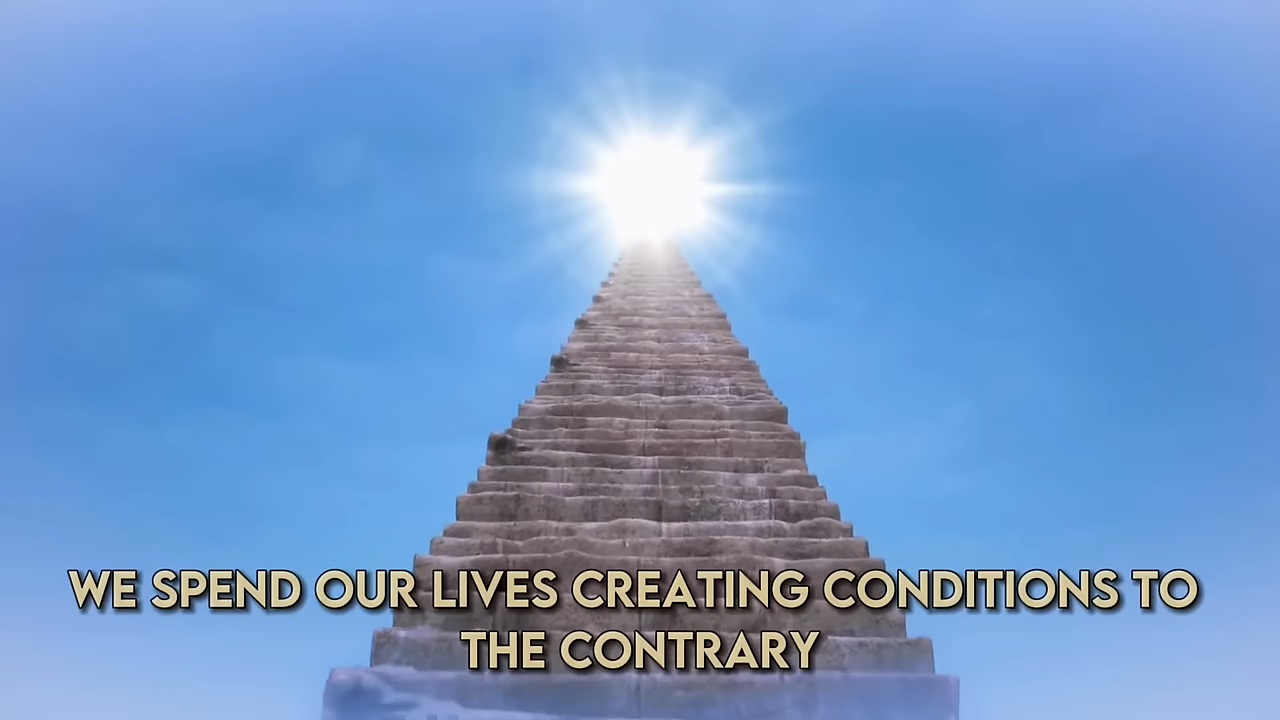 WE SPEND OUR LIVES CREATING CONDITIONS TO
THE CONTRARY